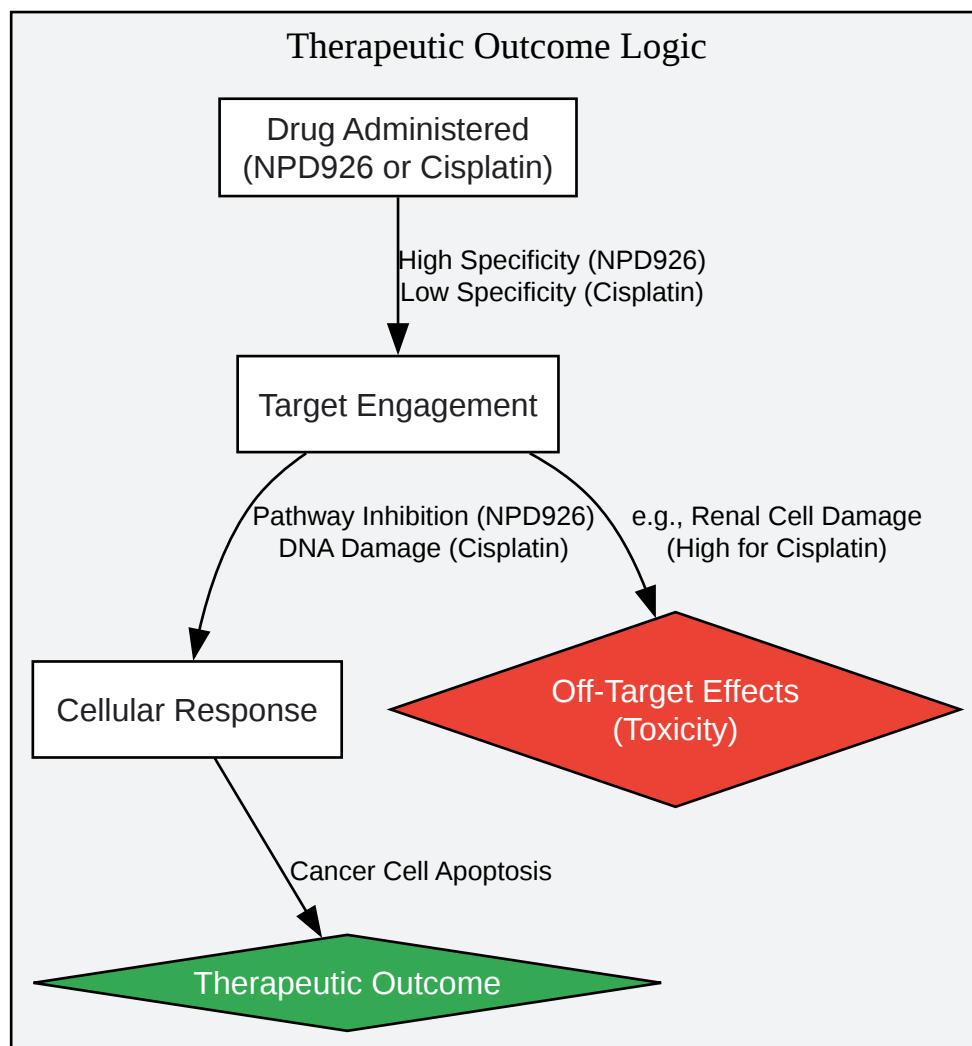 Therapeutic Outcome Logic
Drug Administered
(NPD926 or Cisplatin)
High Specificity (NPD926)
Low Specificity (Cisplatin)
Target Engagement
Pathway Inhibition (NPD926)
DNA Damage (Cisplatin)
e.g., Renal Cell Damage
(High for Cisplatin)
Cellular Response
Off-Target Effects
(Toxicity)
Cancer Cell Apoptosis
Therapeutic Outcome